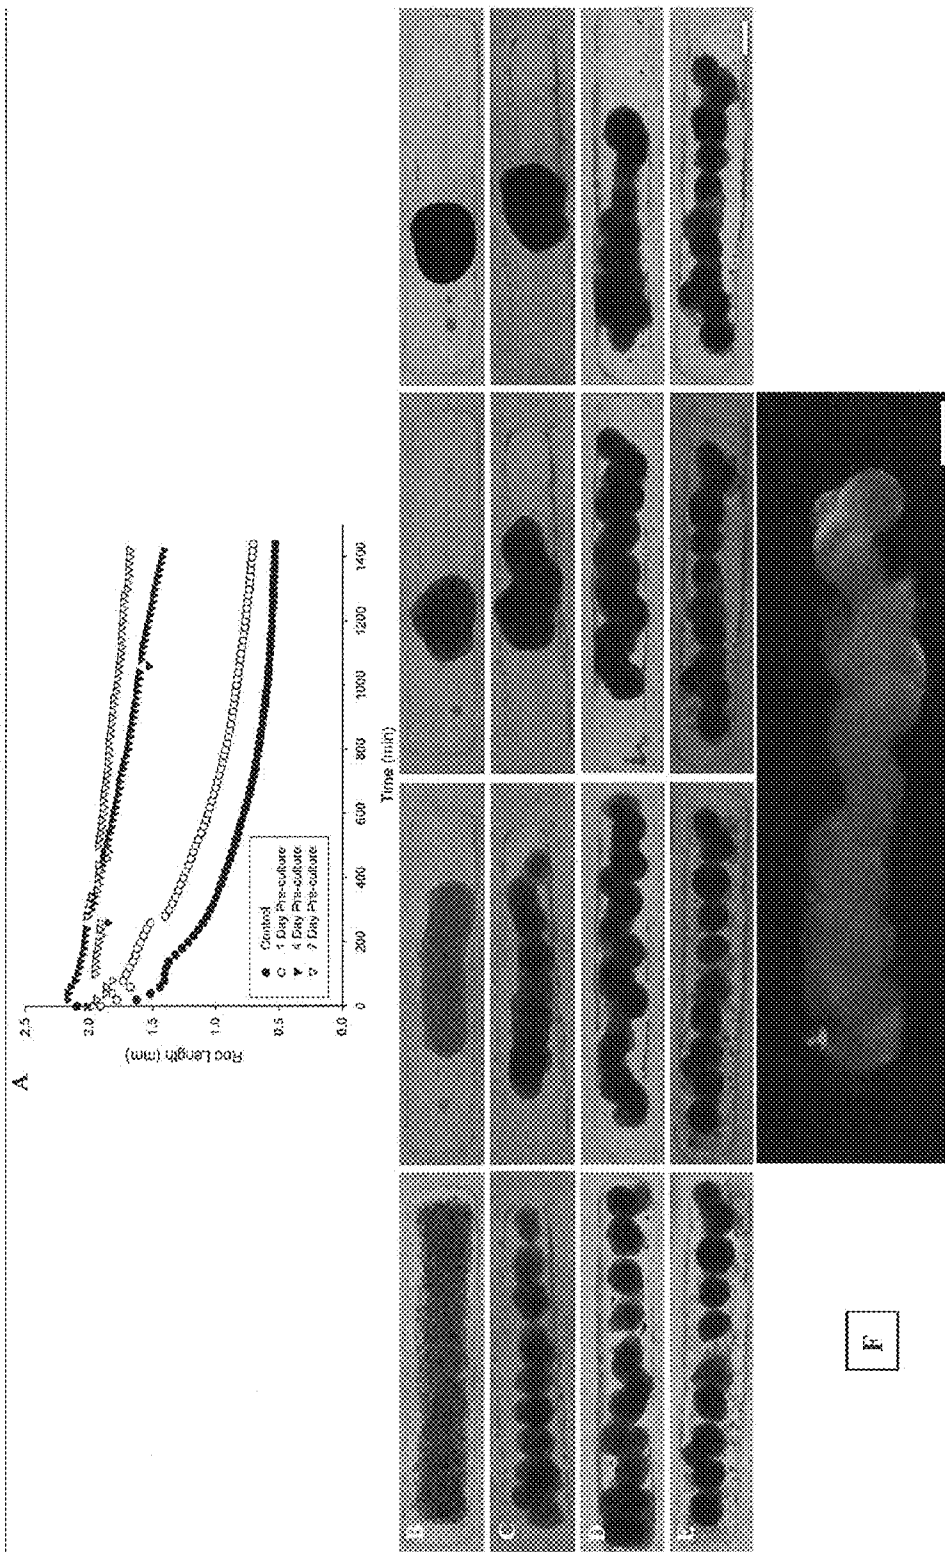 A.
2.5
2.0
1.5
1.0
0.5
0.0
Rod Length (mm)
Control
1 Day Pre-culture
4 Day Pre-culture
7 Day Pre-culture
0
200
400
600
800
1000
1200
1400
Time (min)
C
D
E
F